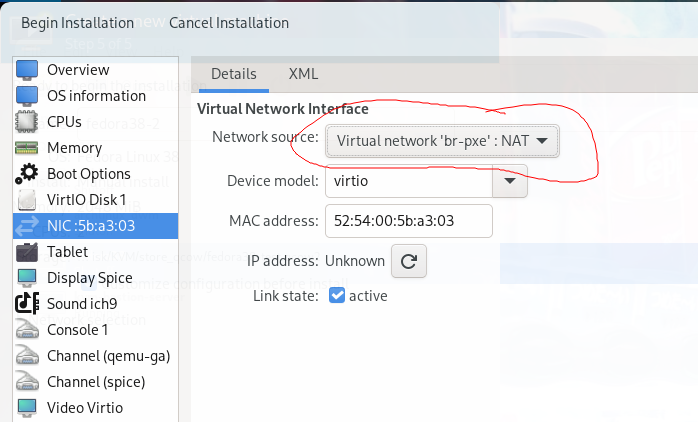 Begin Installation Cancel Installation
Overview
OS information
CPUs
Memory
Boot Options
VirtIO Disk 1
NIC :5b:a3:03
Tablet
Display Spice
Sound ich9
Console 1
Channel (qemu-ga)
Channel (spice)
Video Virtio
Details XML
Virtual Network Interface
Network source: Virtual network 'br-pxe' : NAT
Device model: virtio
MAC address: 52:54:00:5b:a3:03
IP address: Unknown
Link state: active